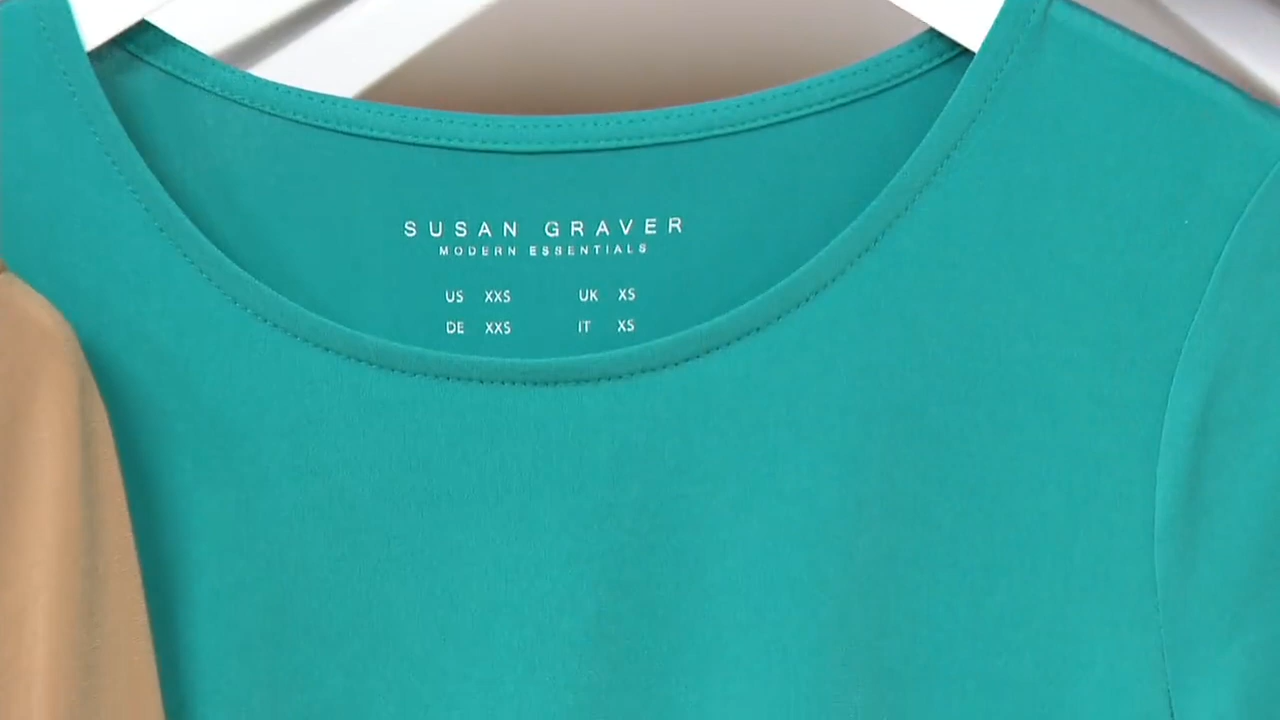 SUSAN GRAVER
MODERN ESSENTIALS
US XXS UK XS
DE XXS IT XS